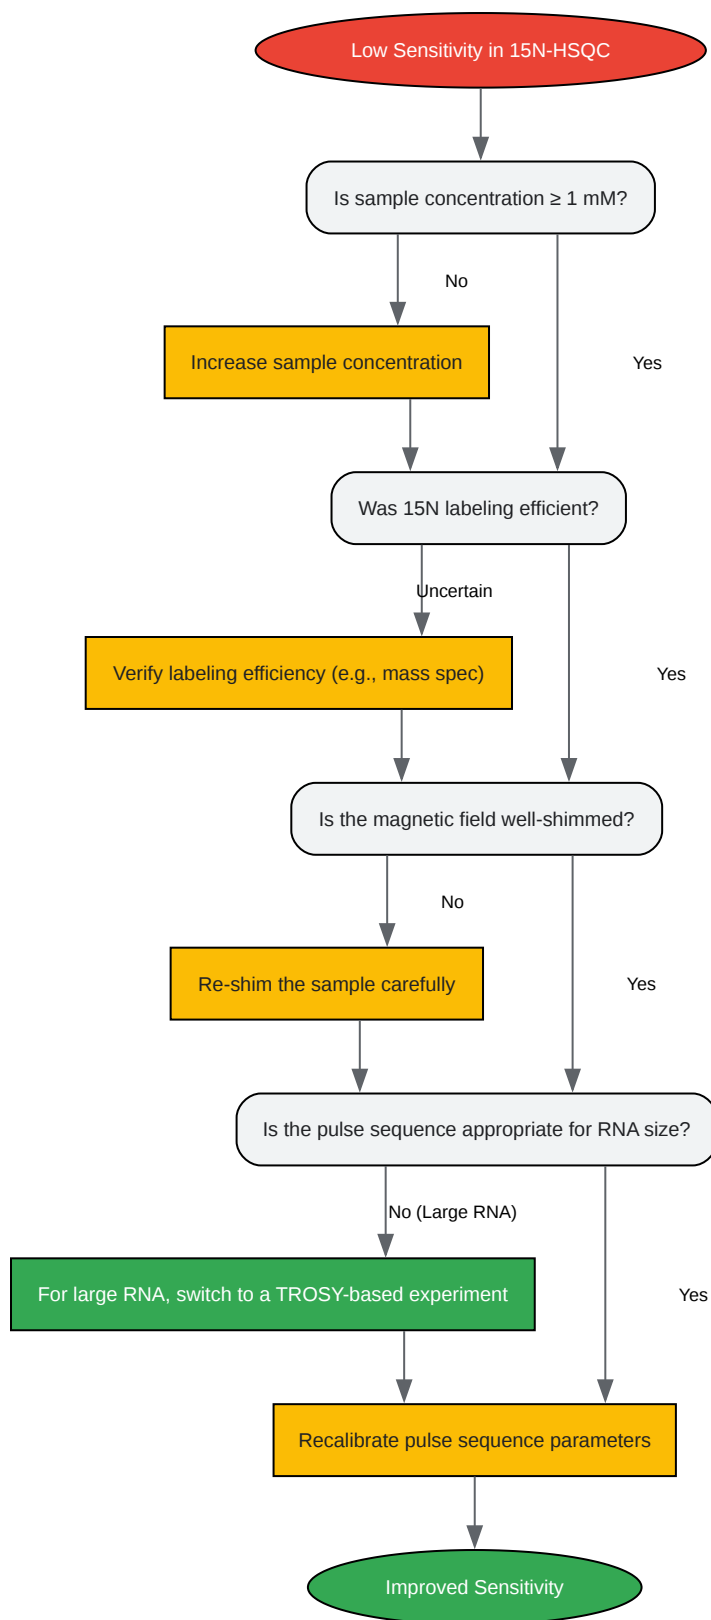 Low Sensitivity in 15N-HSQC
Is sample concentration ≥ 1 mM?
No
Increase sample concentration
Yes
Was 15N labeling efficient?
Uncertain
Verify labeling efficiency (e.g., mass spec)
Yes
Is the magnetic field well-shimmed?
No
Re-shim the sample carefully
Yes
Is the pulse sequence appropriate for RNA size?
No (Large RNA)
For large RNA, switch to a TROSY-based experiment
Yes
Recalibrate pulse sequence parameters
Improved Sensitivity